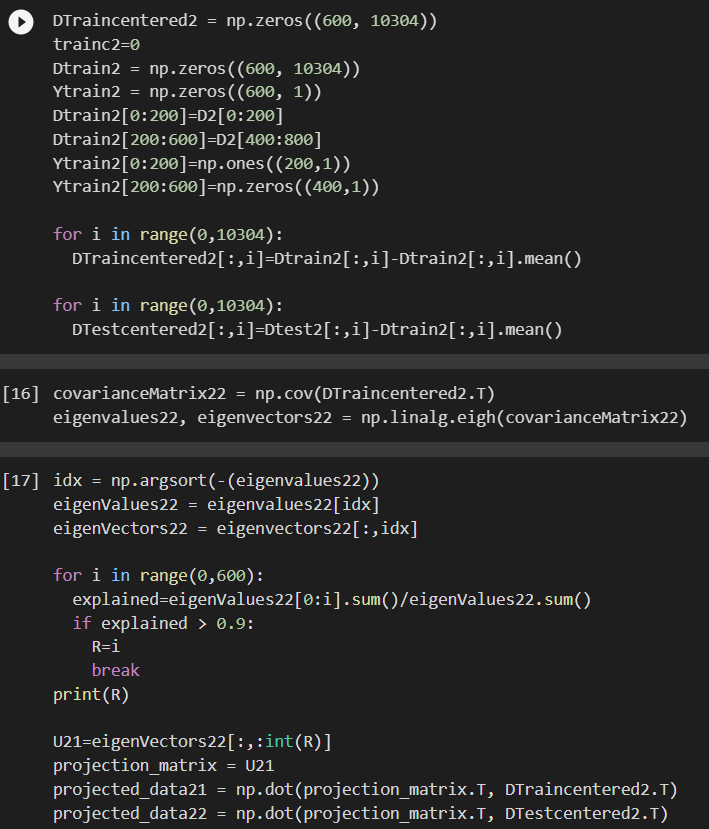 DTraincentered2 = np.zeros((600, 10304))
trainc2=0
Dtrain2 = np.zeros((600, 10304))
Ytrain2 = np.zeros((600, 1))
Dtrain2[0:200]=D2[0:200]
Dtrain2[200:600]=D2[400:800]
Ytrain2[0:200]=np.ones((200,1))
Ytrain2[200:600]=np.zeros((400,1))
for i in range(0,10304):
  DTraincentered2[:,i]=Dtrain2[:,i]-Dtrain2[:,i].mean()
for i in range(0,10304):
  DTestcentered2[:,i]=Dtest2[:,i]-Dtrain2[:,i].mean()
[16] covarianceMatrix22 = np.cov(DTraincentered2.T)
eigenvalues22, eigenvectors22 = np.linalg.eigh(covarianceMatrix22)
[17] idx = np.argsort(-(eigenvalues22))
eigenValues22 = eigenvalues22[idx]
eigenVectors22 = eigenvectors22[:,idx]
for i in range(0,600):
  explained=eigenValues22[0:i].sum()/eigenValues22.sum()
  if explained > 0.9:
    R=i
    break
print(R)
U21=eigenVectors22[:,:int(R)]
projection_matrix = U21
projected_data21 = np.dot(projection_matrix.T, DTraincentered2.T)
projected_data22 = np.dot(projection_matrix.T, DTestcentered2.T)